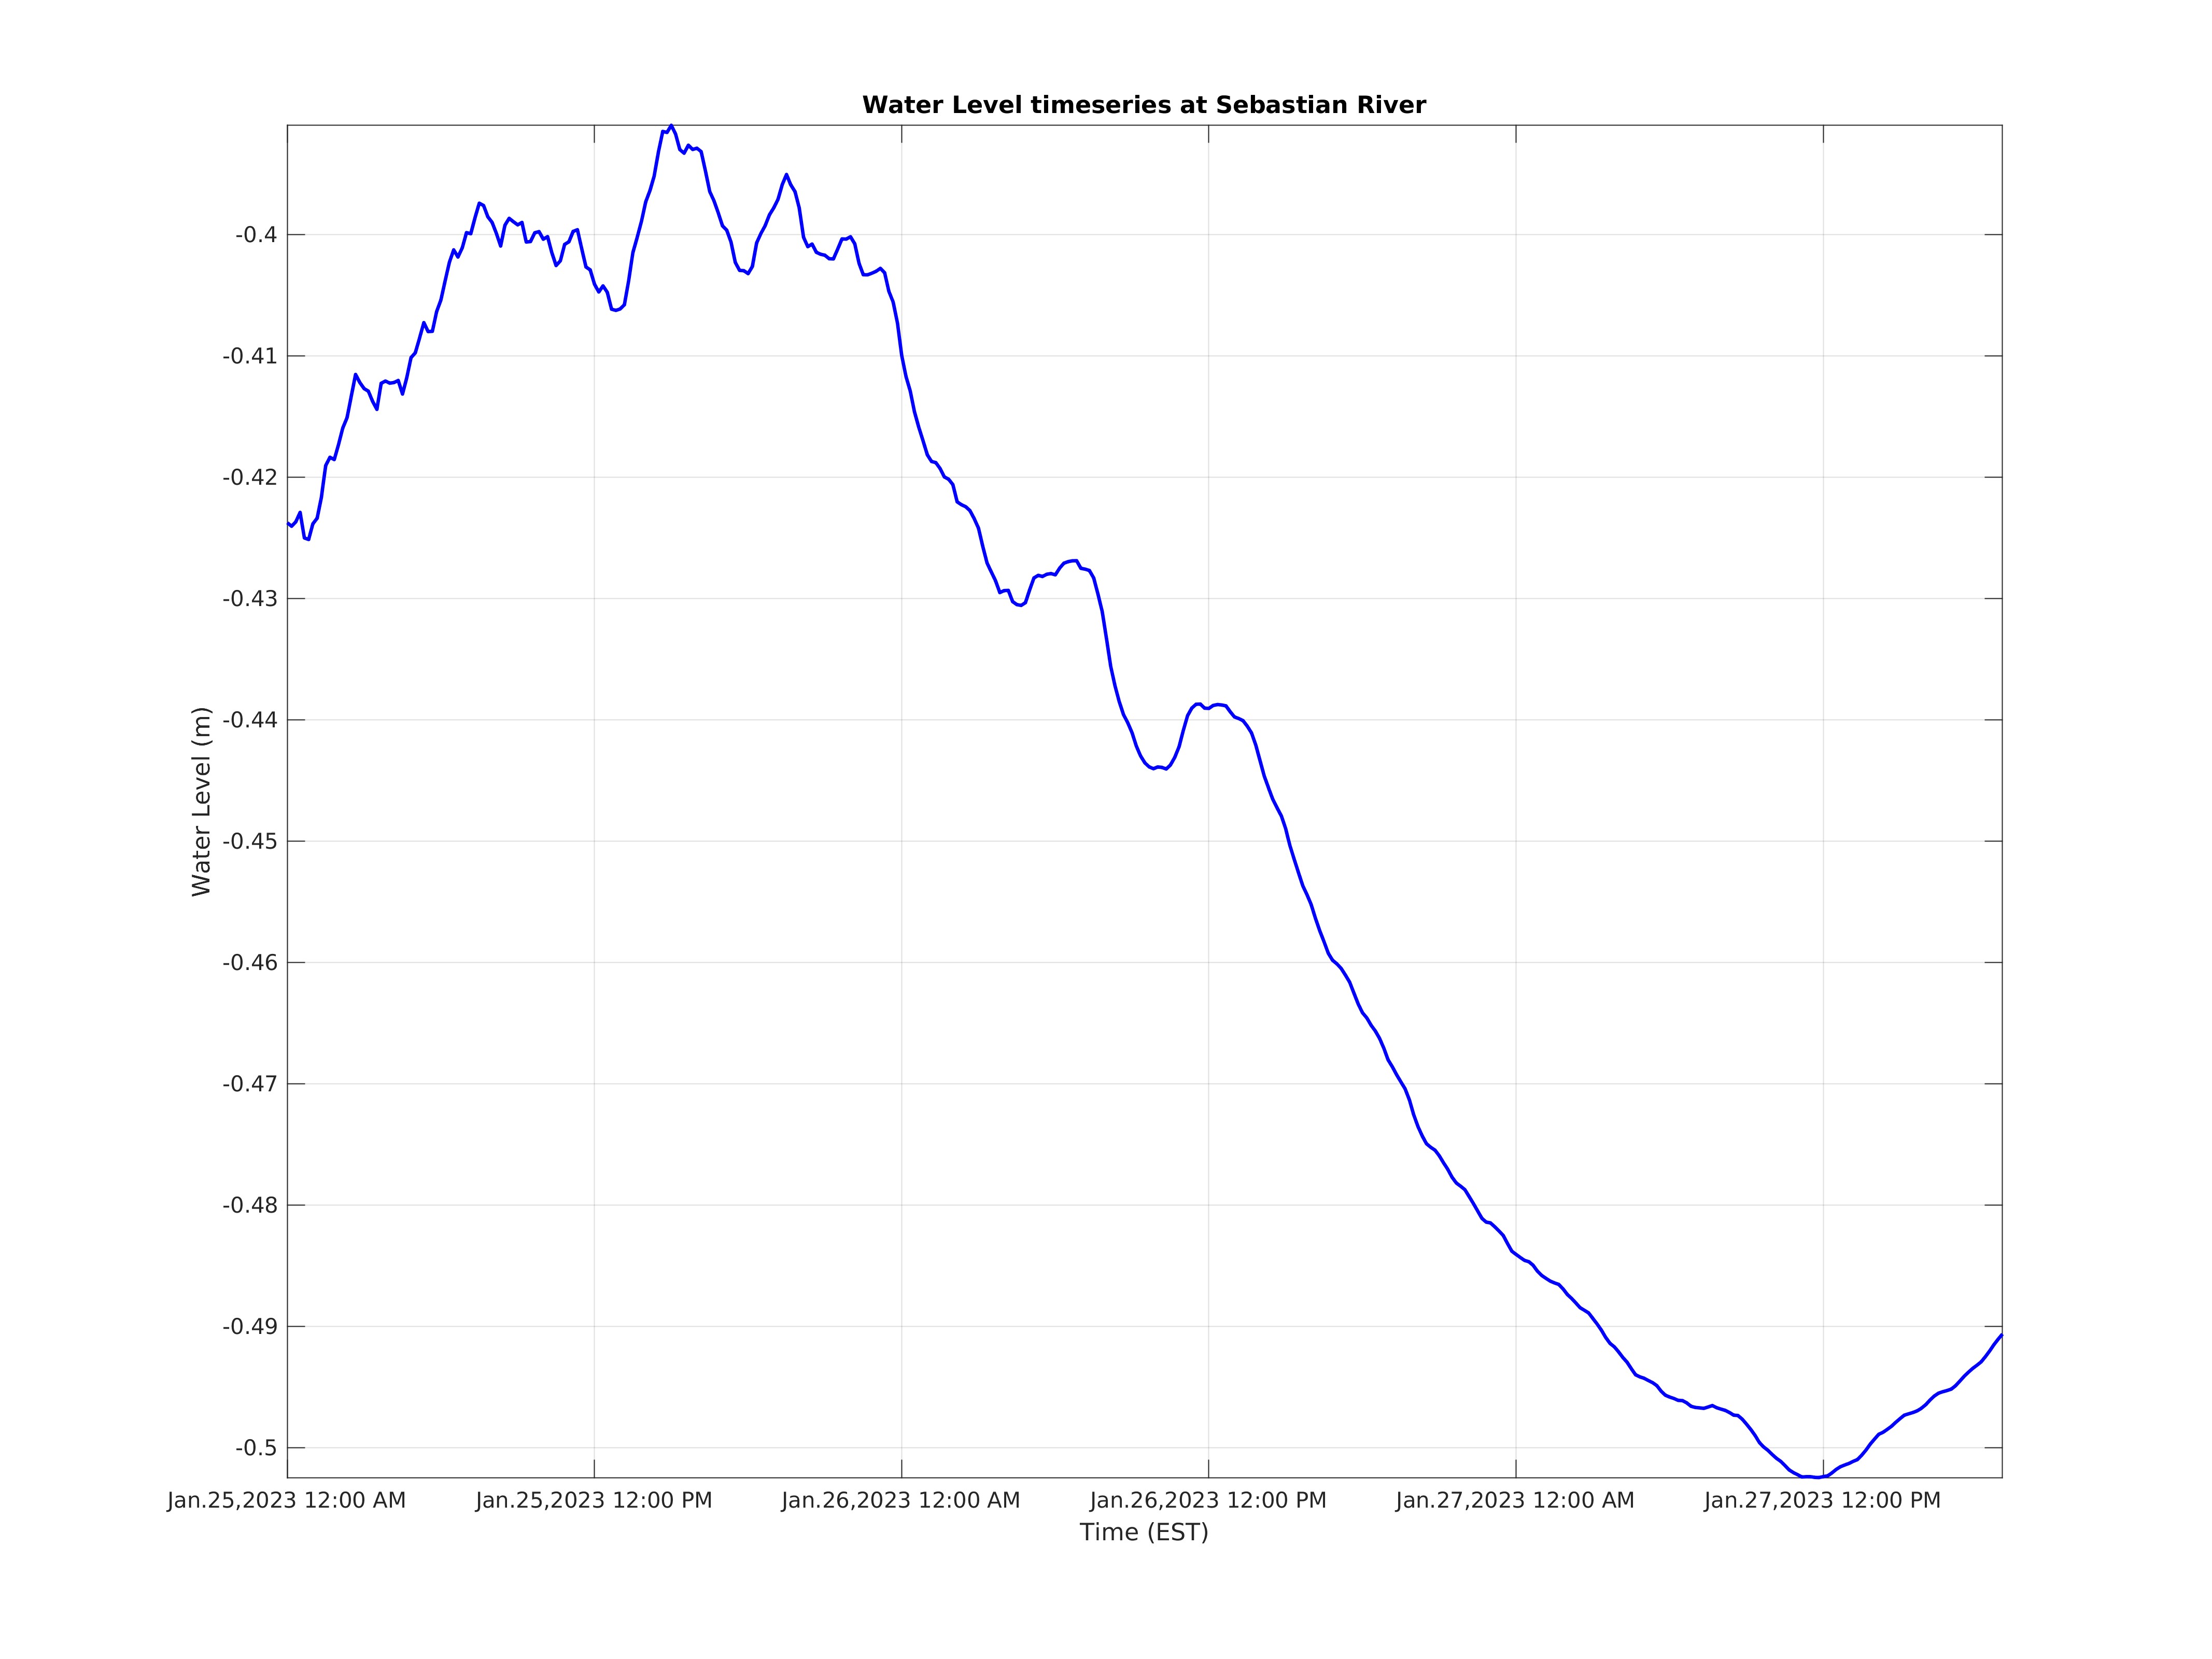 Water Level timeseries at Sebastian River
-0.4
-0.41
-0.42
-0.43
-0.44
-0.45
-0.46
-0.47
-0.48
-0.49
-0.5
Water Level (m)
Jan.25,2023 12:00 AM
Jan.25,2023 12:00 PM
Jan.26,2023 12:00 AM
Jan.26,2023 12:00 PM
Jan.27,2023 12:00 AM
Jan.27,2023 12:00 PM
Time (EST)